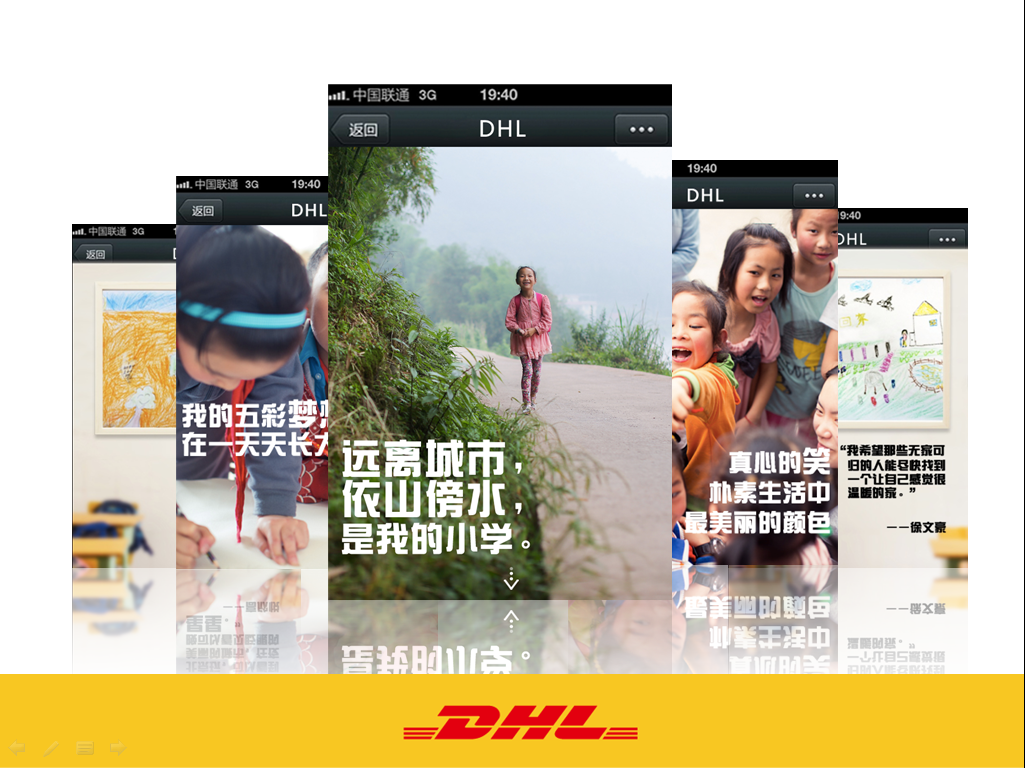 中国联通 3G
返回
中国联通 3G 19:40
返回 DHL
我的五彩梦想
在一天天长大
中国联通 3G 19:40
返回 DHL
远离城市，
依山傍水，
是我的小学。
19:40
DHL
真心的笑
朴素生活中
最美丽的颜色
9:40
DHL
“我希望那些无家可
归的人能尽快找到
一个让自己感觉很
温暖的家。”
——徐文豪
DHL